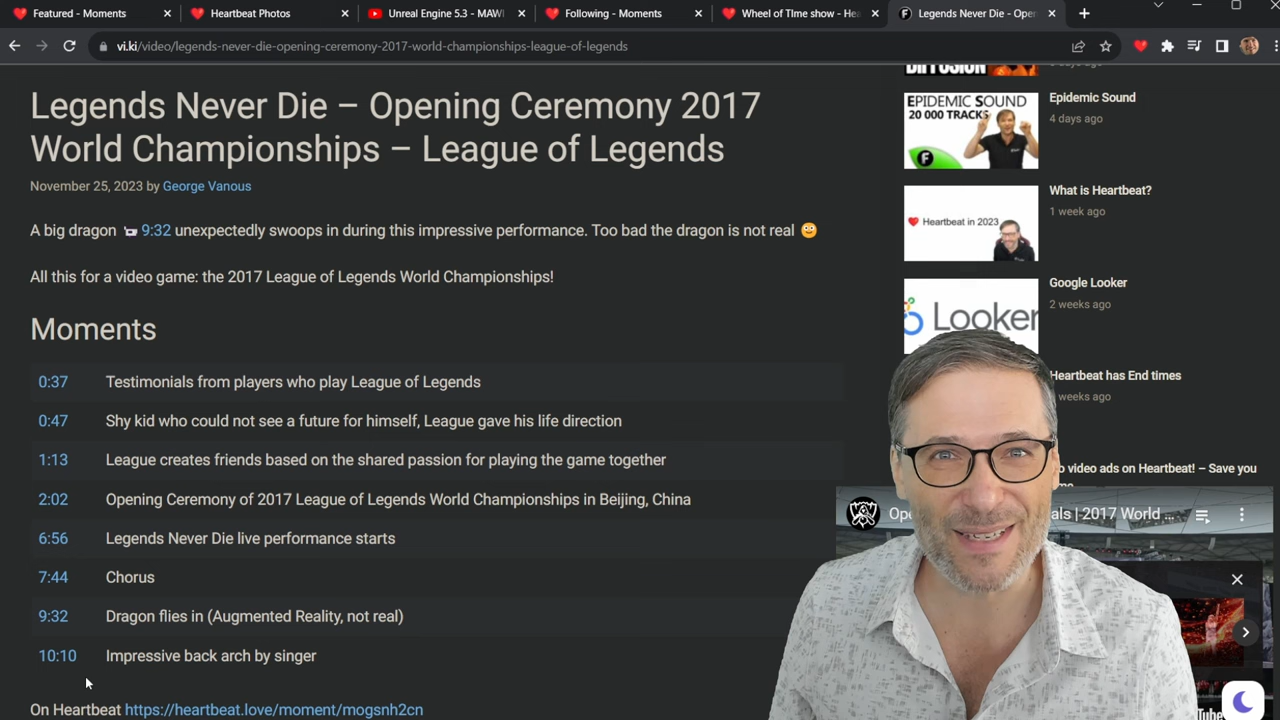 Featured - Moments
Heartbeat Photos
Unreal Engine 5.3 - MAWI
Following - Moments
Wheel of TIme show - Hea
Legends Never Die - Open
vi.ki/video/legends-never-die-opening-ceremony-2017-world-championships-league-of-legends
Legends Never Die – Opening Ceremony 2017
World Championships – League of Legends
November 25, 2023 by George Vanous
A big dragon 9:32 unexpectedly swoops in during this impressive performance. Too bad the dragon is not real
All this for a video game: the 2017 League of Legends World Championships!
Moments
0:37 Testimonials from players who play League of Legends
0:47 Shy kid who could not see a future for himself, League gave his life direction
1:13 League creates friends based on the shared passion for playing the game together
2:02 Opening Ceremony of 2017 League of Legends World Championships in Beijing, China
6:56 Legends Never Die live performance starts
7:44 Chorus
9:32 Dragon flies in (Augmented Reality, not real)
10:10 Impressive back arch by singer
On Heartbeat https://heartbeat.love/moment/mogsnh2cn
DIFFUSION
EPIDEMIC SOUND
20 000 TRACKS
Epidemic Sound
4 days ago
Heartbeat in 2023
What is Heartbeat?
1 week ago
Looker
Google Looker
2 weeks ago
Heartbeat has End times
weeks ago
video ads on Heartbeat! – Save you
Ope als | 2017 World ...
Tube